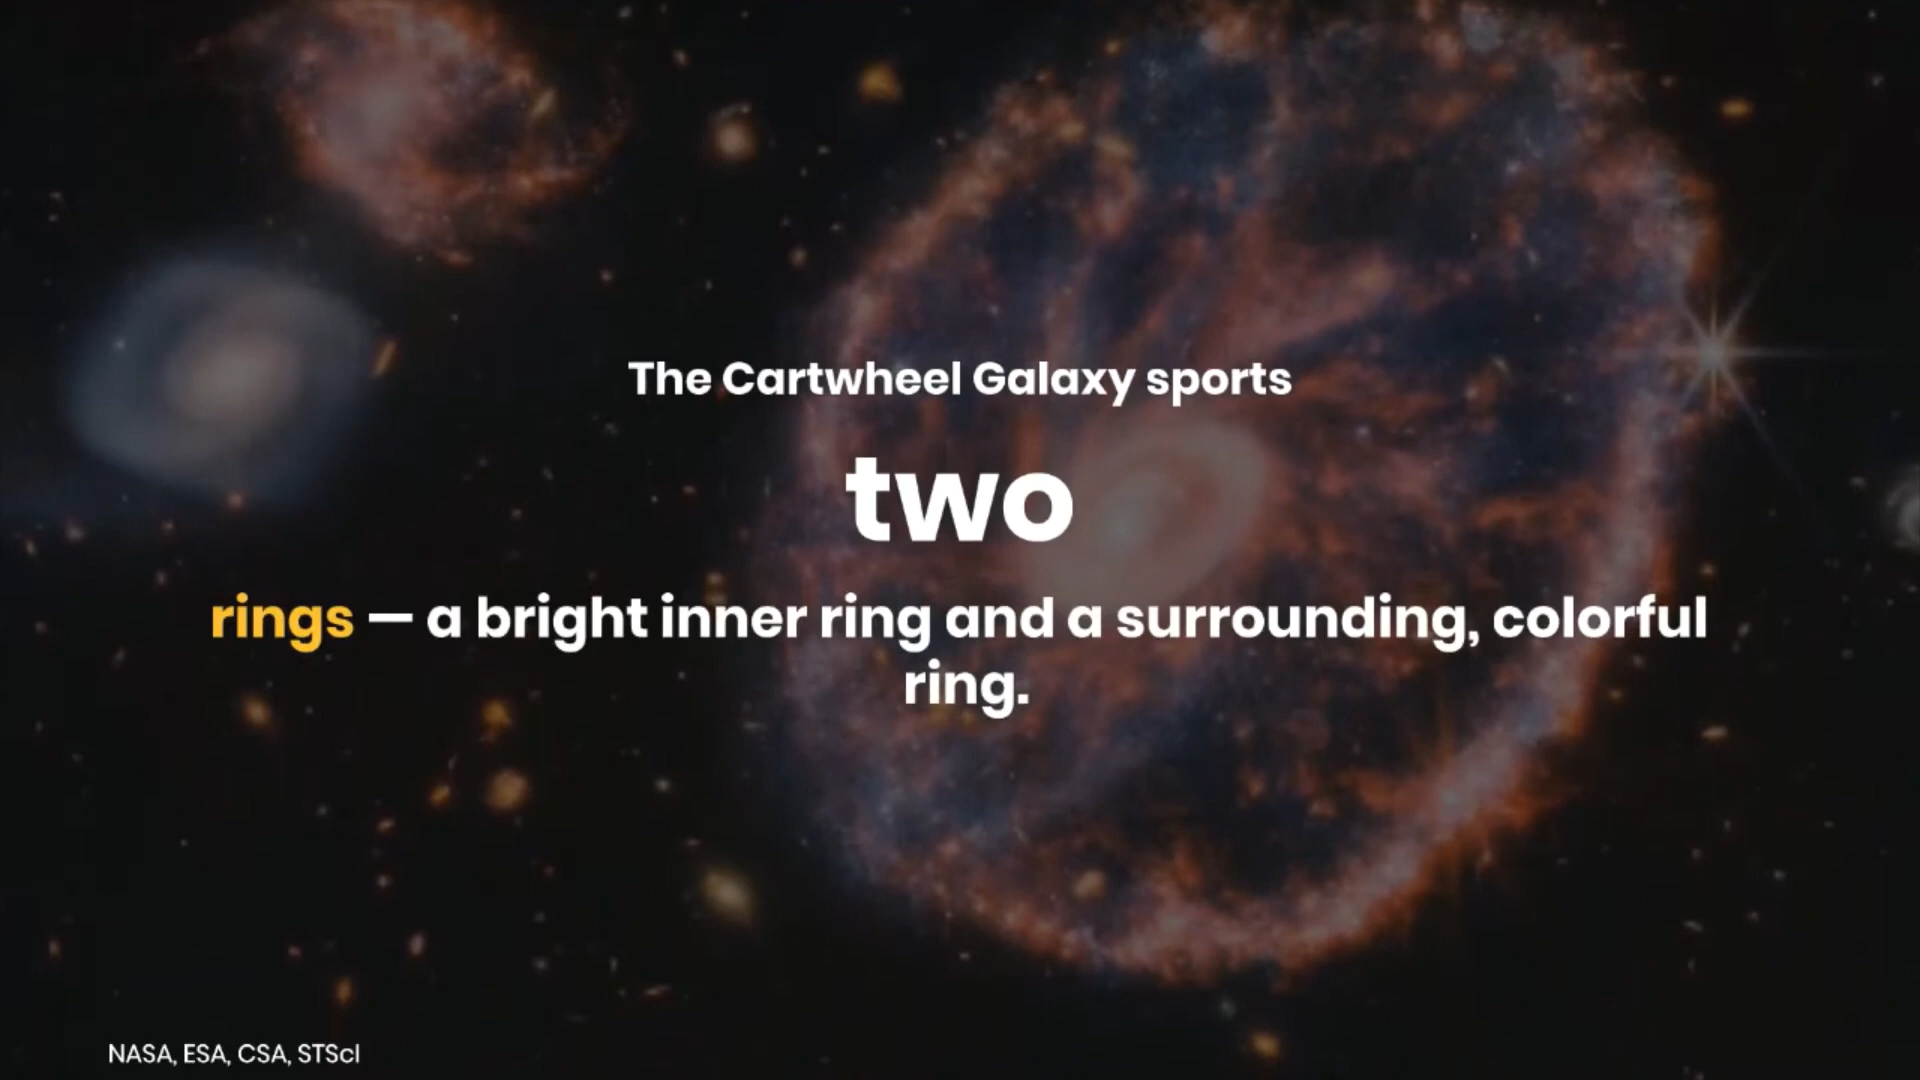 The Cartwheel Galaxy sports
two
rings — a bright inner ring and a surrounding, colorful
ring.
NASA, ESA, CSA, STScI